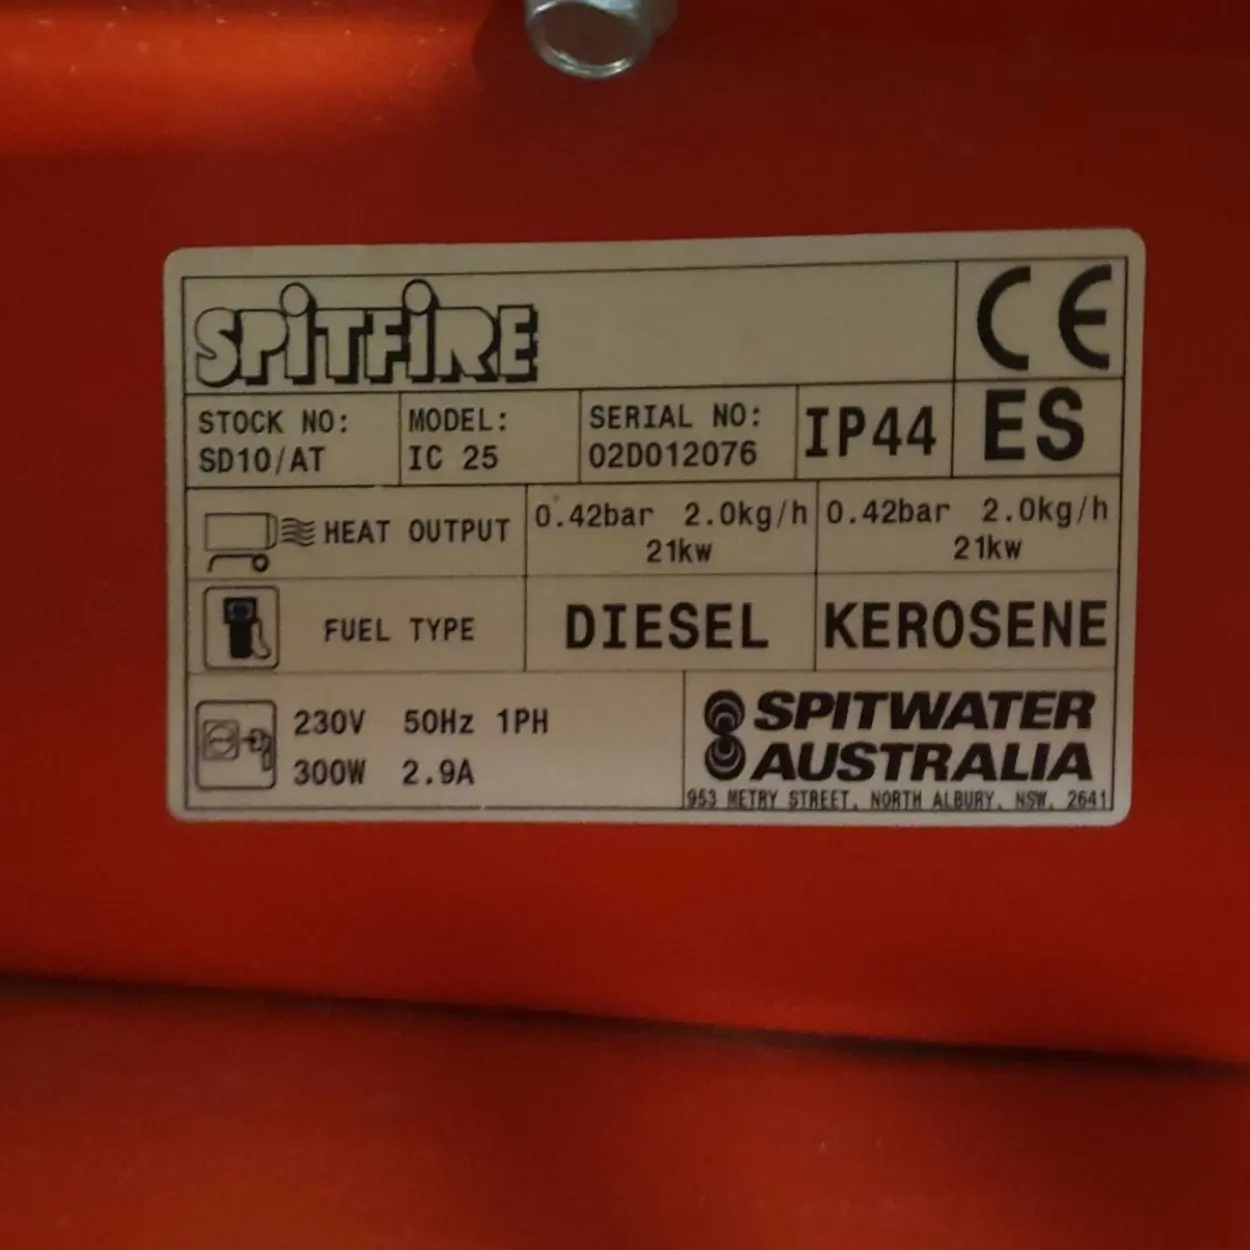 SPiTFiRE
CE
STOCK NO:
SD10/AT
MODEL:
IC 25
SERIAL NO:
02D012076
IP44
ES
HEAT OUTPUT
0.42bar 2.0kg/h
21kw
0.42bar 2.0kg/h
21kw
FUEL TYPE
DIESEL
KEROSENE
230V 50Hz 1PH
300W 2.9A
SPITWATER
AUSTRALIA
953 METRY STREET, NORTH ALBURY, NSW, 2641